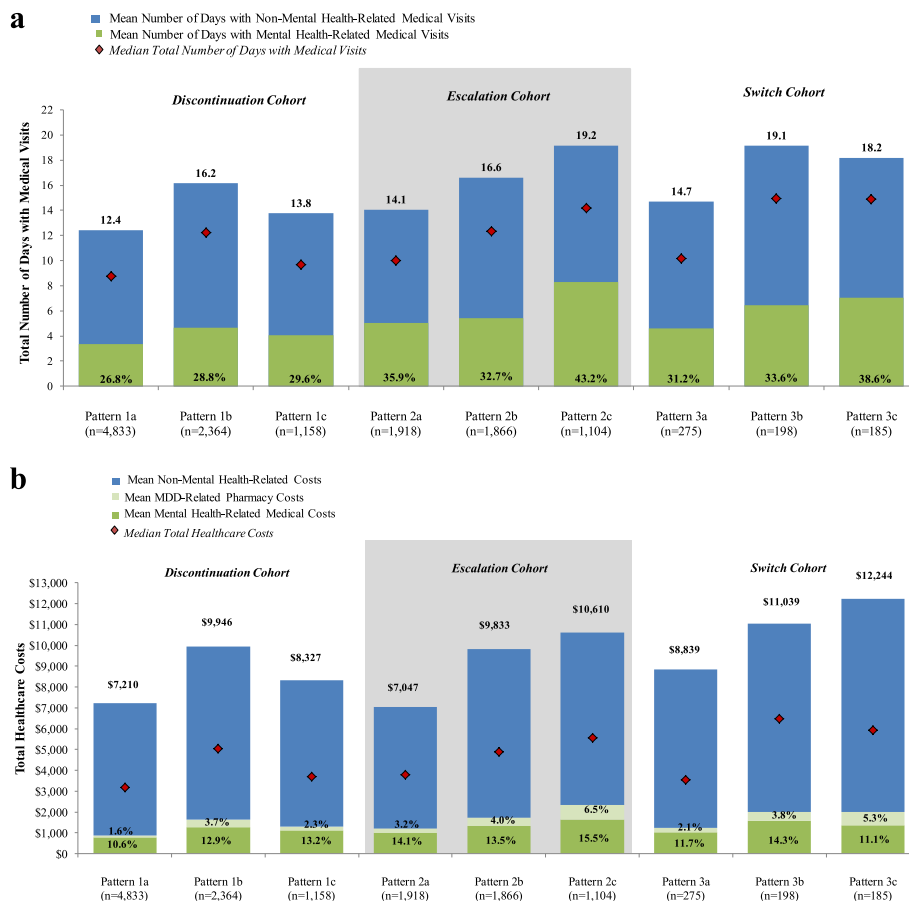 a
Mean Number of Days with Non-Mental Health-Related Medical Visits
Mean Number of Days with Mental Health-Related Medical Visits
Median Total Number of Days with Medical Visits
Discontinuation Cohort
Escalation Cohort
Switch Cohort
Total Number of Days with Medical Visits
22
20
18
16
14
12
10
8
6
4
2
0
12.4
16.2
13.8
14.1
16.6
19.2
14.7
19.1
18.2
26.8%
28.8%
29.6%
35.9%
32.7%
43.2%
31.2%
33.6%
38.6%
Pattern 1a
(n=4,833)
Pattern 1b
(n=2,364)
Pattern 1c
(n=1,158)
Pattern 2a
(n=1,918)
Pattern 2b
(n=1,866)
Pattern 2c
(n=1,104)
Pattern 3a
(n=275)
Pattern 3b
(n=198)
Pattern 3c
(n=185)
b
Mean Non-Mental Health-Related Costs
Mean MDD-Related Pharmacy Costs
Mean Mental Health-Related Medical Costs
Median Total Healthcare Costs
Discontinuation Cohort
Escalation Cohort
Switch Cohort
Total Healthcare Costs
$13,000
$12,000
$11,000
$10,000
$9,000
$8,000
$7,000
$6,000
$5,000
$4,000
$3,000
$2,000
$1,000
$0
$7,210
$9,946
$8,327
$7,047
$9,833
$10,610
$8,839
$11,039
$12,244
1.6%
3.7%
2.3%
3.2%
4.0%
6.5%
2.1%
3.8%
5.3%
10.6%
12.9%
13.2%
14.1%
13.5%
15.5%
11.7%
14.3%
11.1%
Pattern 1a
(n=4,833)
Pattern 1b
(n=2,364)
Pattern 1c
(n=1,158)
Pattern 2a
(n=1,918)
Pattern 2b
(n=1,866)
Pattern 2c
(n=1,104)
Pattern 3a
(n=275)
Pattern 3b
(n=198)
Pattern 3c
(n=185)